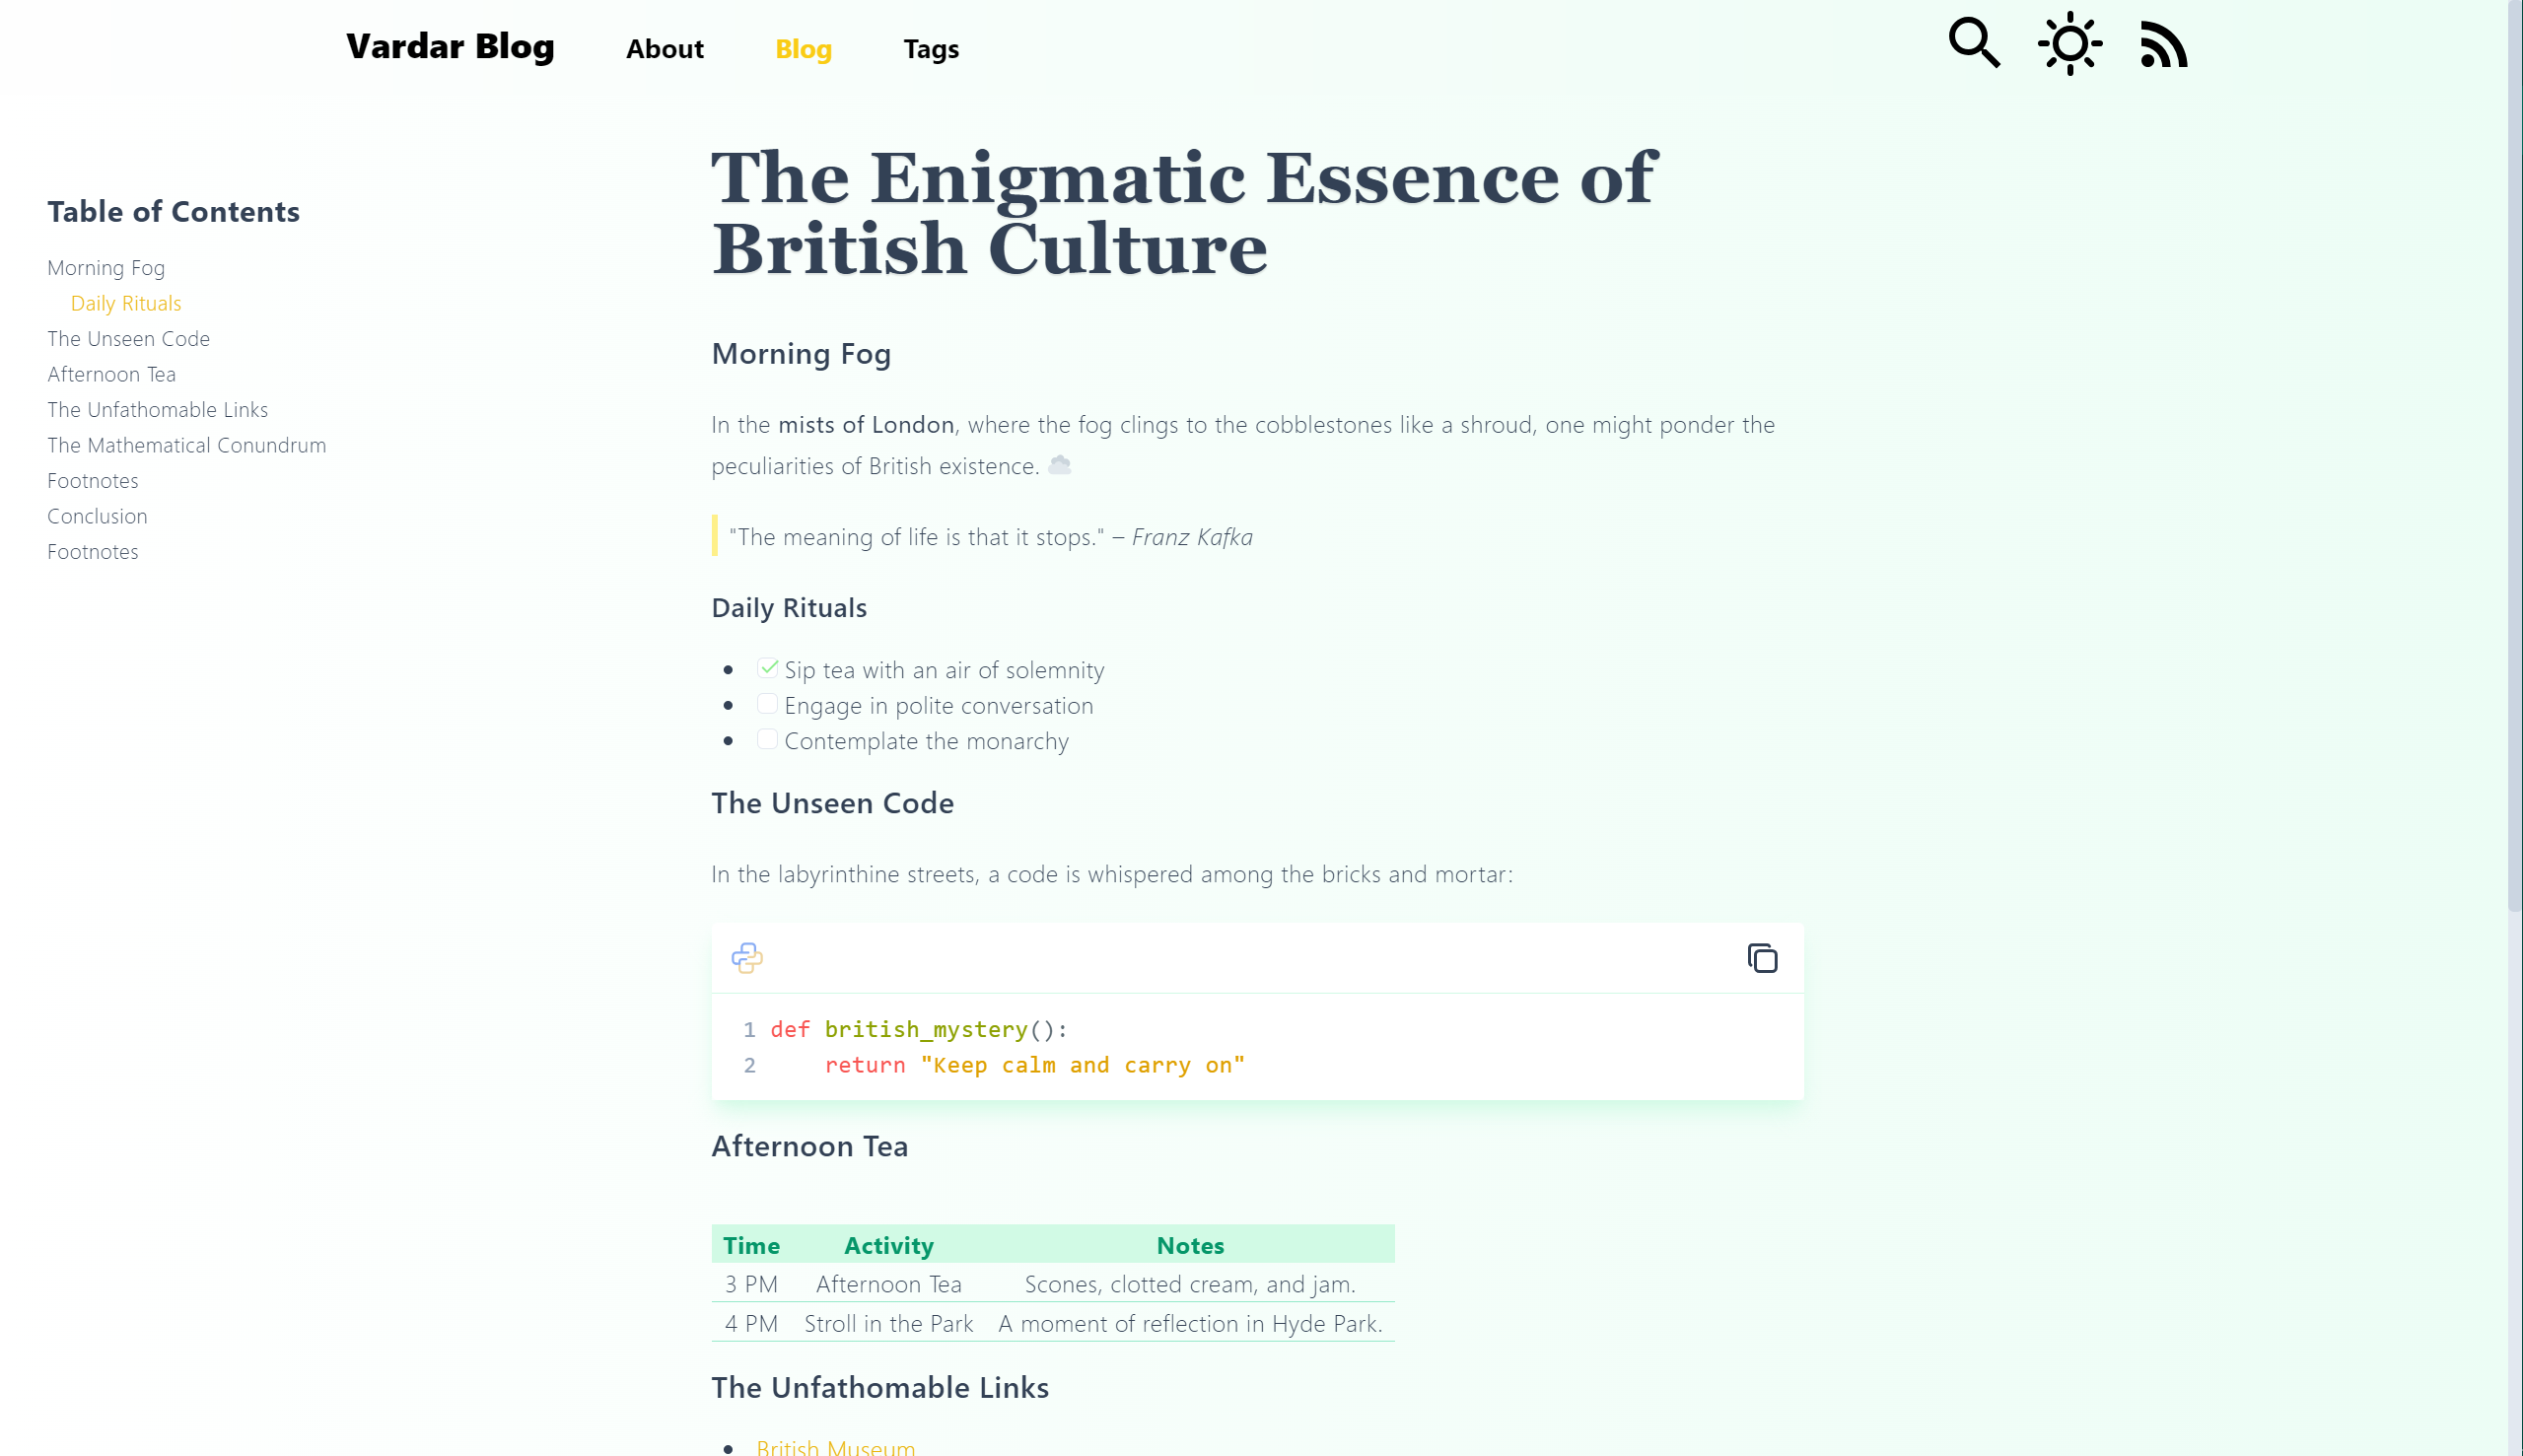 Vardar Blog About Blog Tags
Table of Contents
Morning Fog
Daily Rituals
The Unseen Code
Afternoon Tea
The Unfathomable Links
The Mathematical Conundrum
Footnotes
Conclusion
Footnotes
The Enigmatic Essence of
British Culture
Morning Fog
In the mists of London, where the fog clings to the cobblestones like a shroud, one might ponder the
peculiarities of British existence.
"The meaning of life is that it stops." – Franz Kafka
Daily Rituals
Sip tea with an air of solemnity
Engage in polite conversation
Contemplate the monarchy
The Unseen Code
In the labyrinthine streets, a code is whispered among the bricks and mortar:
1 def british_mystery():
2 return "Keep calm and carry on"
Afternoon Tea
Time Activity Notes
3 PM Afternoon Tea Scones, clotted cream, and jam.
4 PM Stroll in the Park A moment of reflection in Hyde Park.
The Unfathomable Links
British Museum